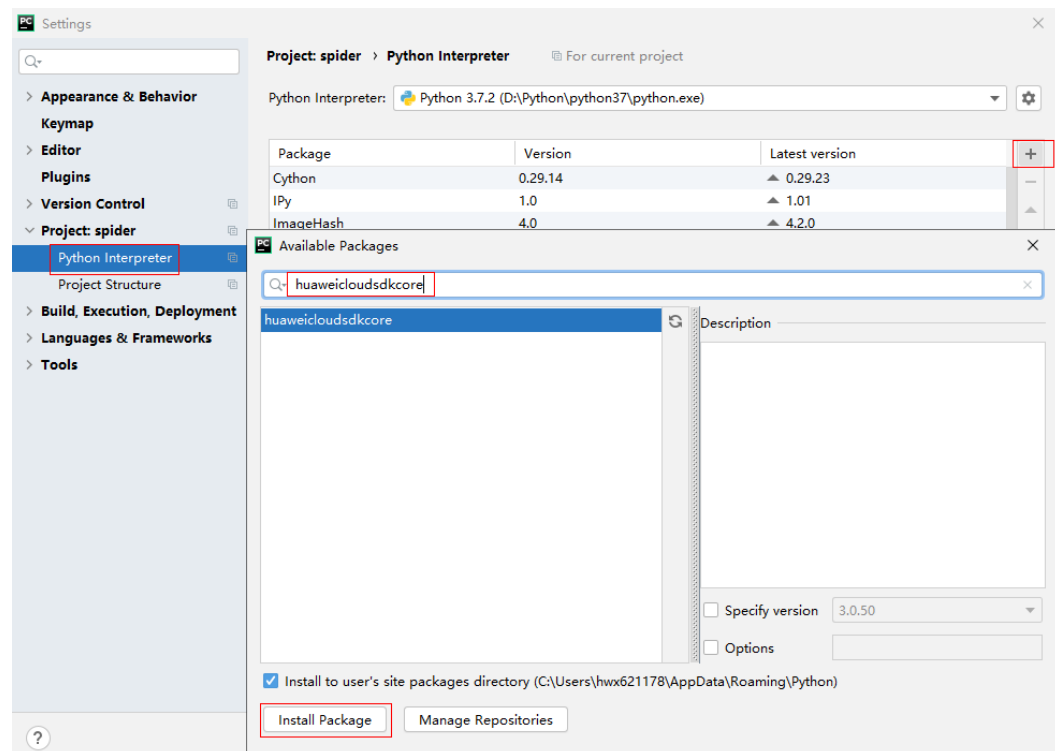 PC Settings
Project: spider › Python Interpreter For current project
Python Interpreter: Python 3.7.2 (D:\Python\python37\python.exe)
Appearance & Behavior
Keymap
Editor
Plugins
Version Control
Project: spider
Python Interpreter
Project Structure
Build, Execution, Deployment
Languages & Frameworks
Tools
Package Version Latest version
Cython 0.29.14 0.29.23
IPy 1.0 1.01
ImageHash 4.0 4.2.0
PC Available Packages
huaweicloudsdkcore
huaweicloudsdkcore
Description
Specify version 3.0.50
Options
Install to user's site packages directory (C:\Users\hwx621178\AppData\Roaming\Python)
Install Package Manage Repositories
?